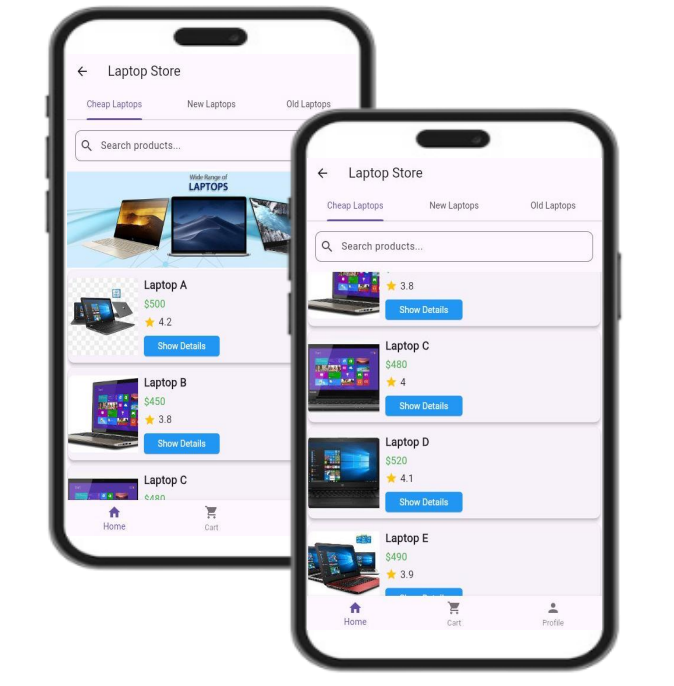 Laptop Store
Cheap Laptops
New Laptops
Old Laptops
Search products...
Wide Range of
LAPTOPS
Laptop A
$500
4.2
Show Details
Laptop B
$450
3.8
Show Details
Laptop C
$480
Home
Cart
Laptop Store
Cheap Laptops
New Laptops
Old Laptops
Search products...
3.8
Show Details
Laptop C
$480
4
Show Details
Laptop D
$520
4.1
Show Details
Laptop E
$490
3.9
Home
Cart
Profile